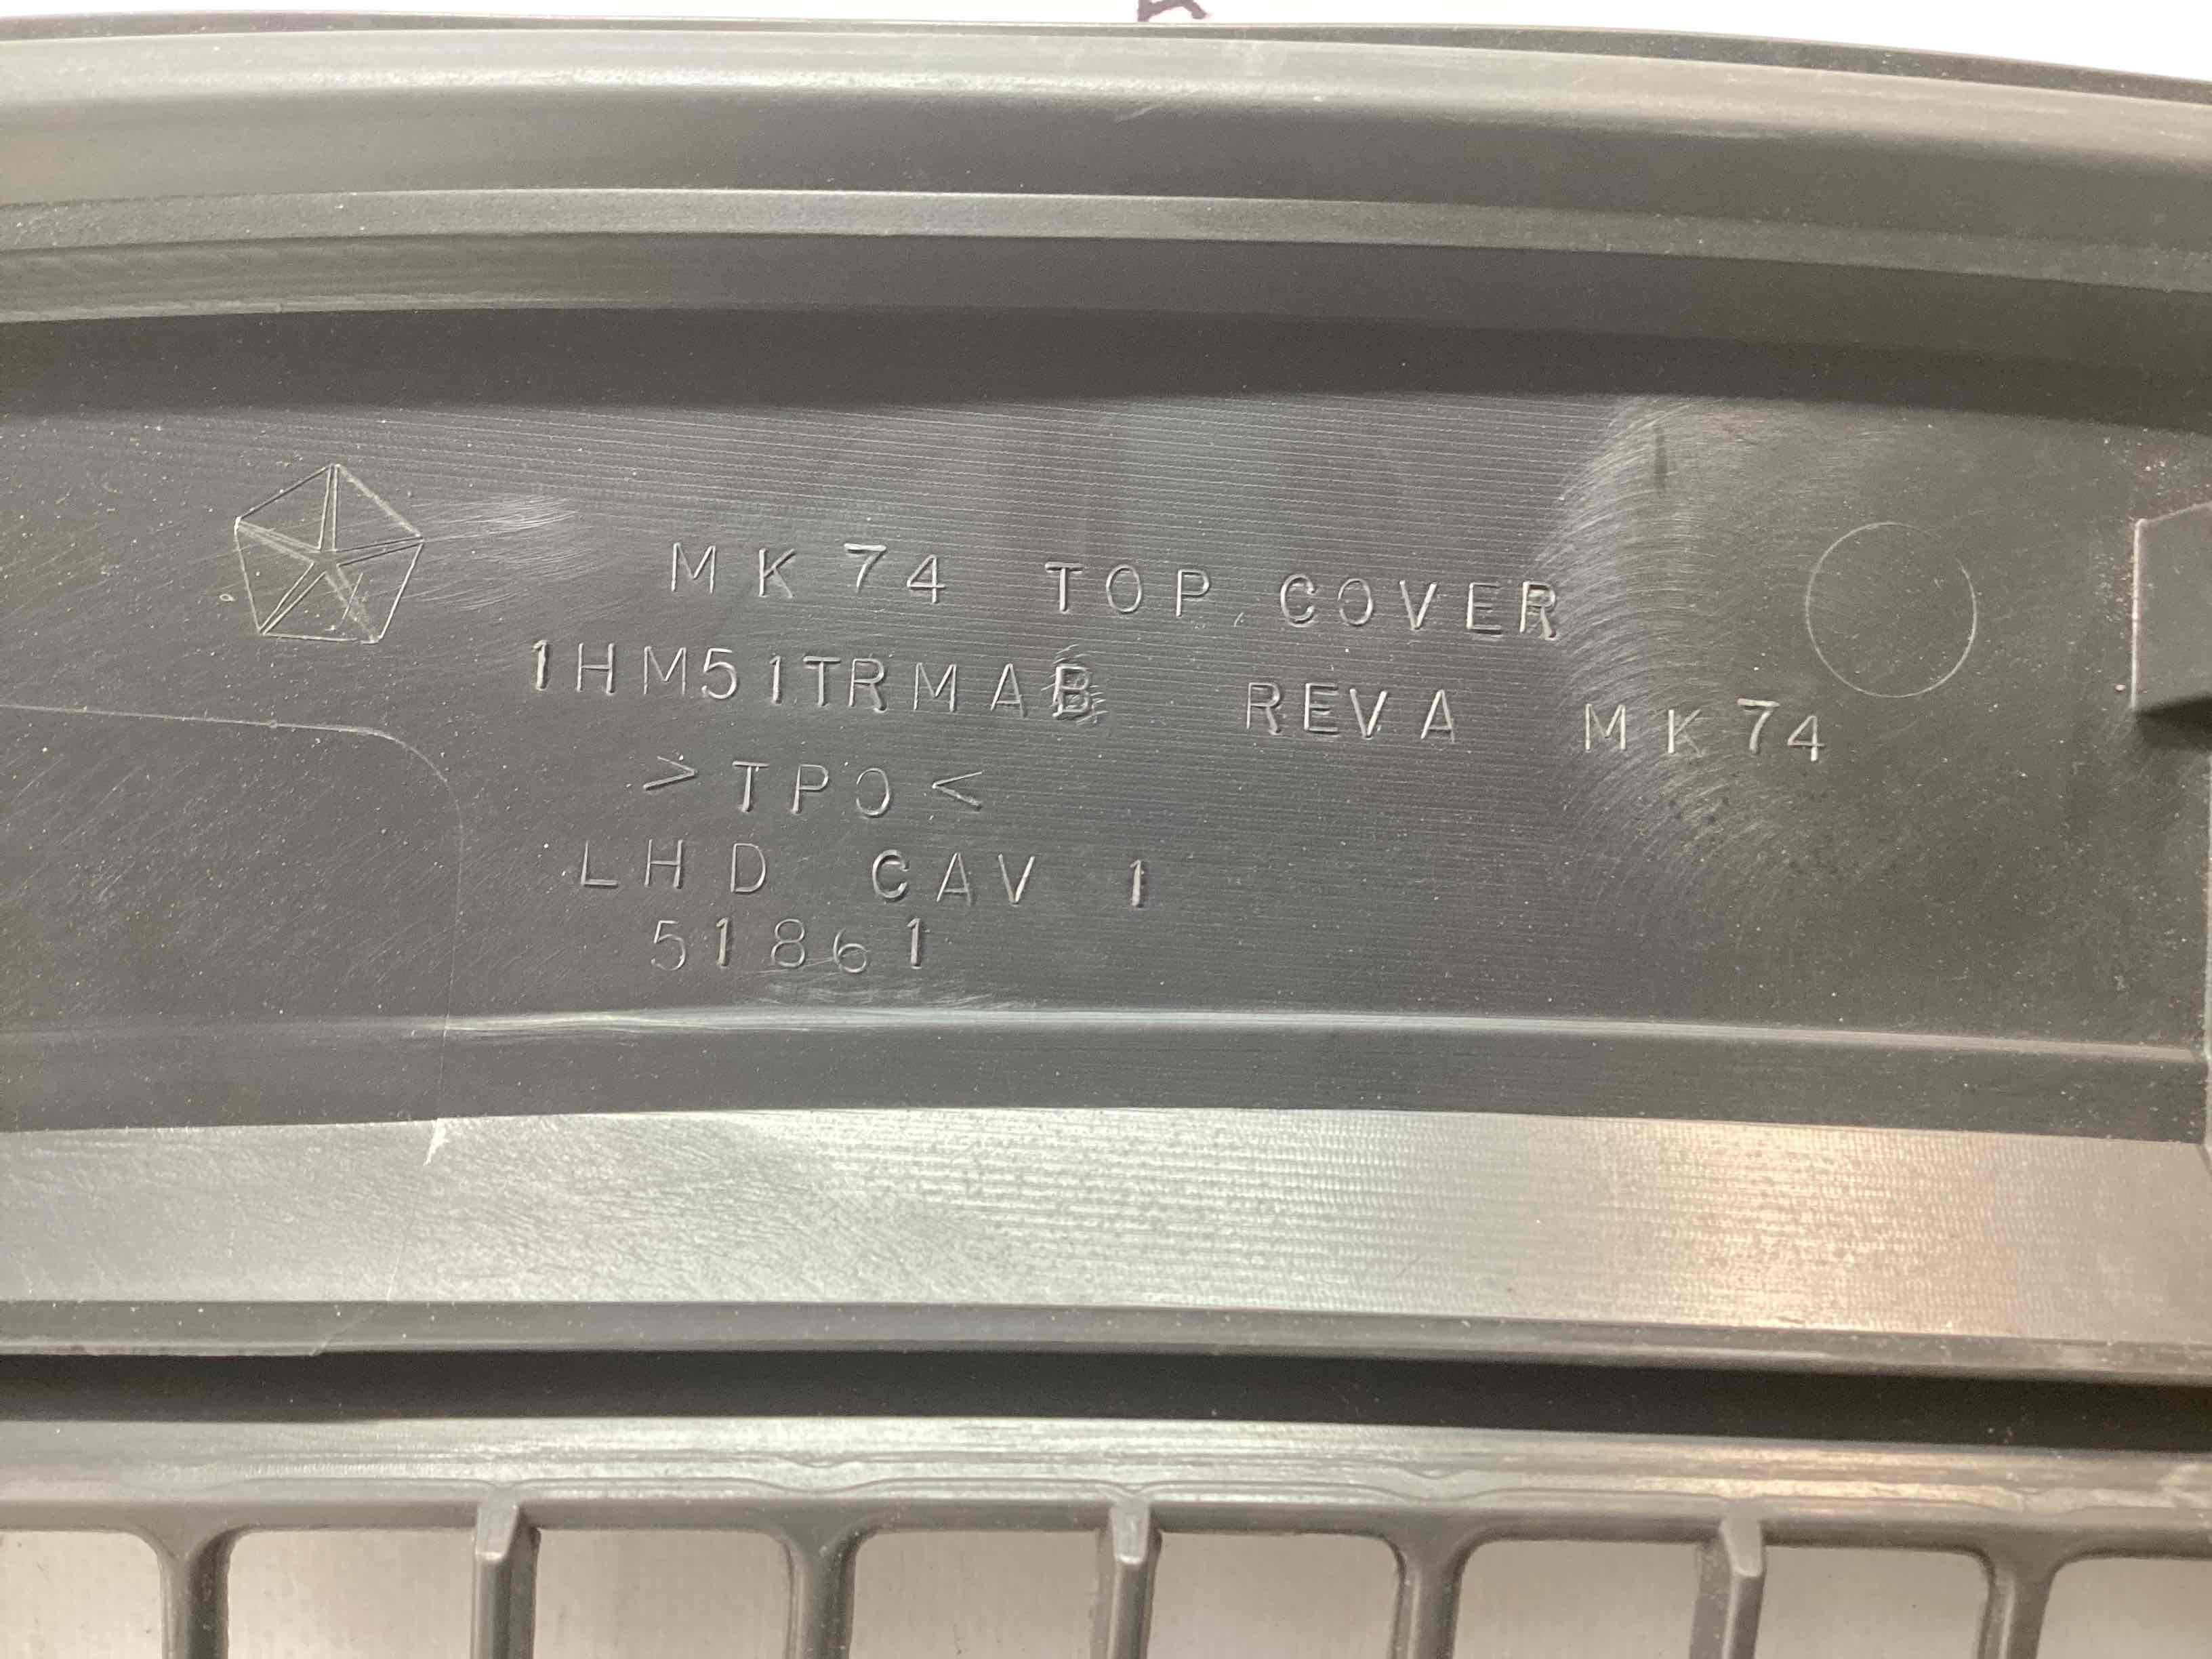 MK74 TOP COVER
1HM51TRMAB REV A MK74
>TPO<
LHD CAV 1
51861